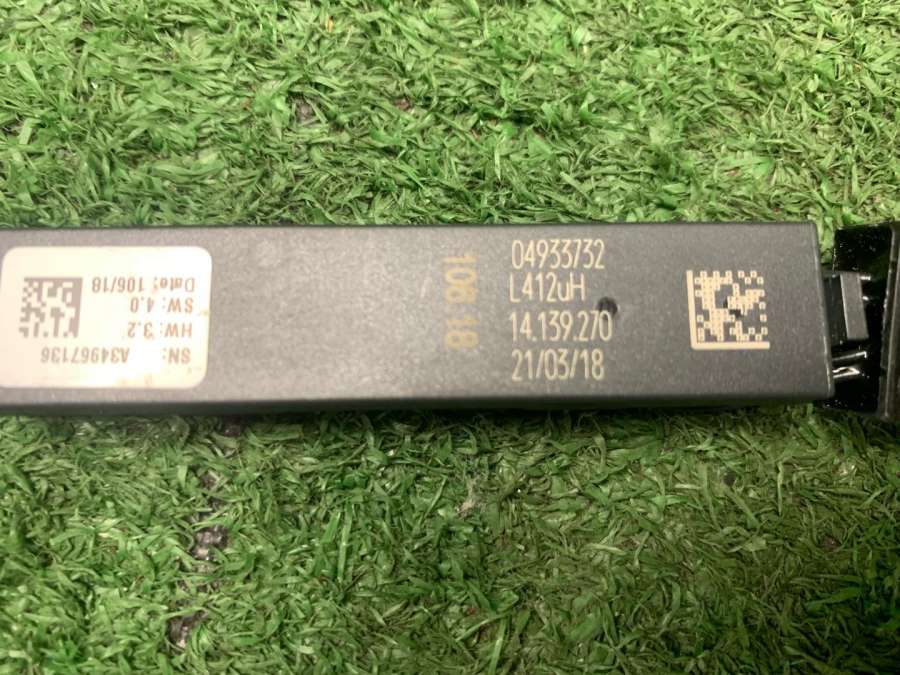 SN: A34967136
HW: 3.2
SW: 4.0
Date: 106/18
106 18
04933732
L412uH
14.139.270
21/03/18